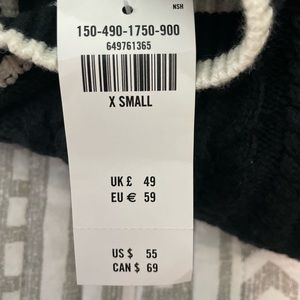 NSH
150-490-1750-900
649761365
X SMALL
UK £ 49
EU € 59
US $ 55
CAN $ 69